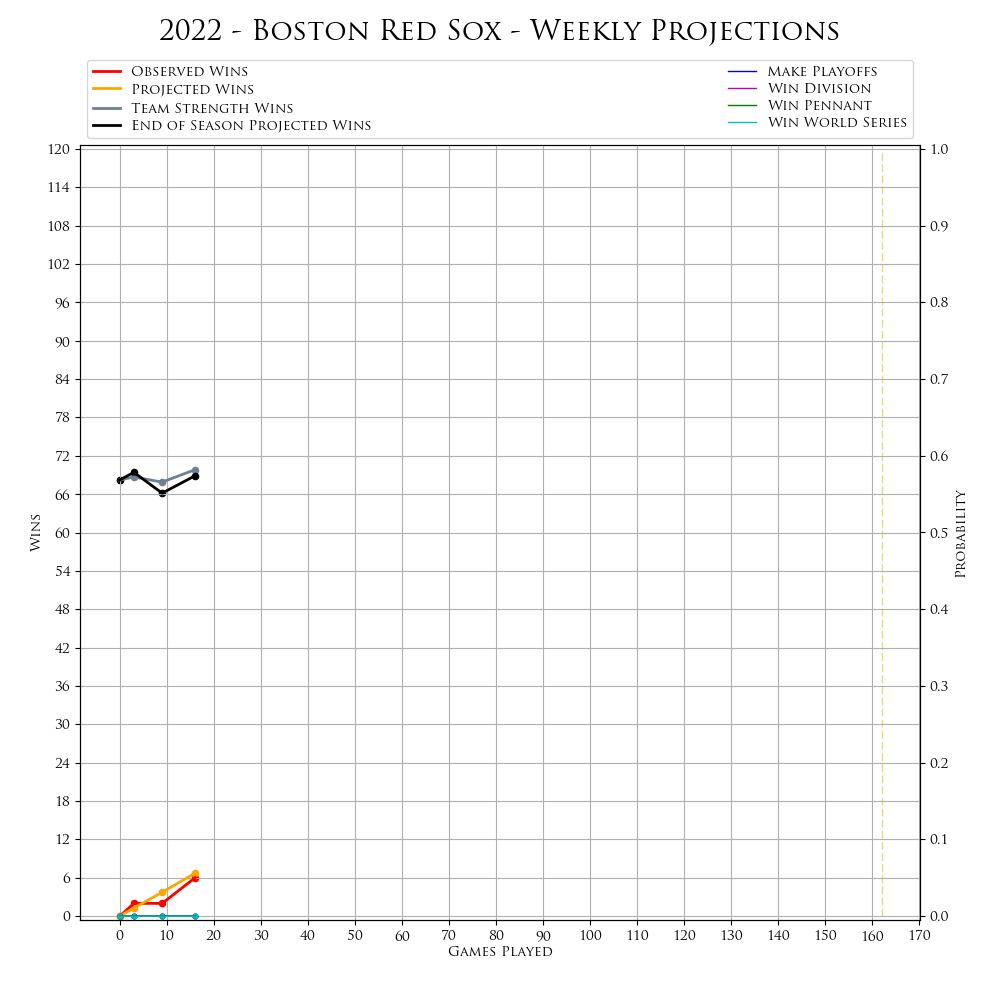 2022 - Boston Red Sox - Weekly Projections
Observed Wins
Projected Wins
Team Strength Wins
End of Season Projected Wins
Make Playoffs
Win Division
Win Pennant
Win World Series
120
114
108
102
96
90
84
78
72
66
60
54
48
42
36
30
24
18
12
6
0
Wins
1.0
0.9
0.8
0.7
0.6
0.5
0.4
0.3
0.2
0.1
0.0
Probability
0 10 20 30 40 50 60 70 80 90 100 110 120 130 140 150 160 170
Games Played